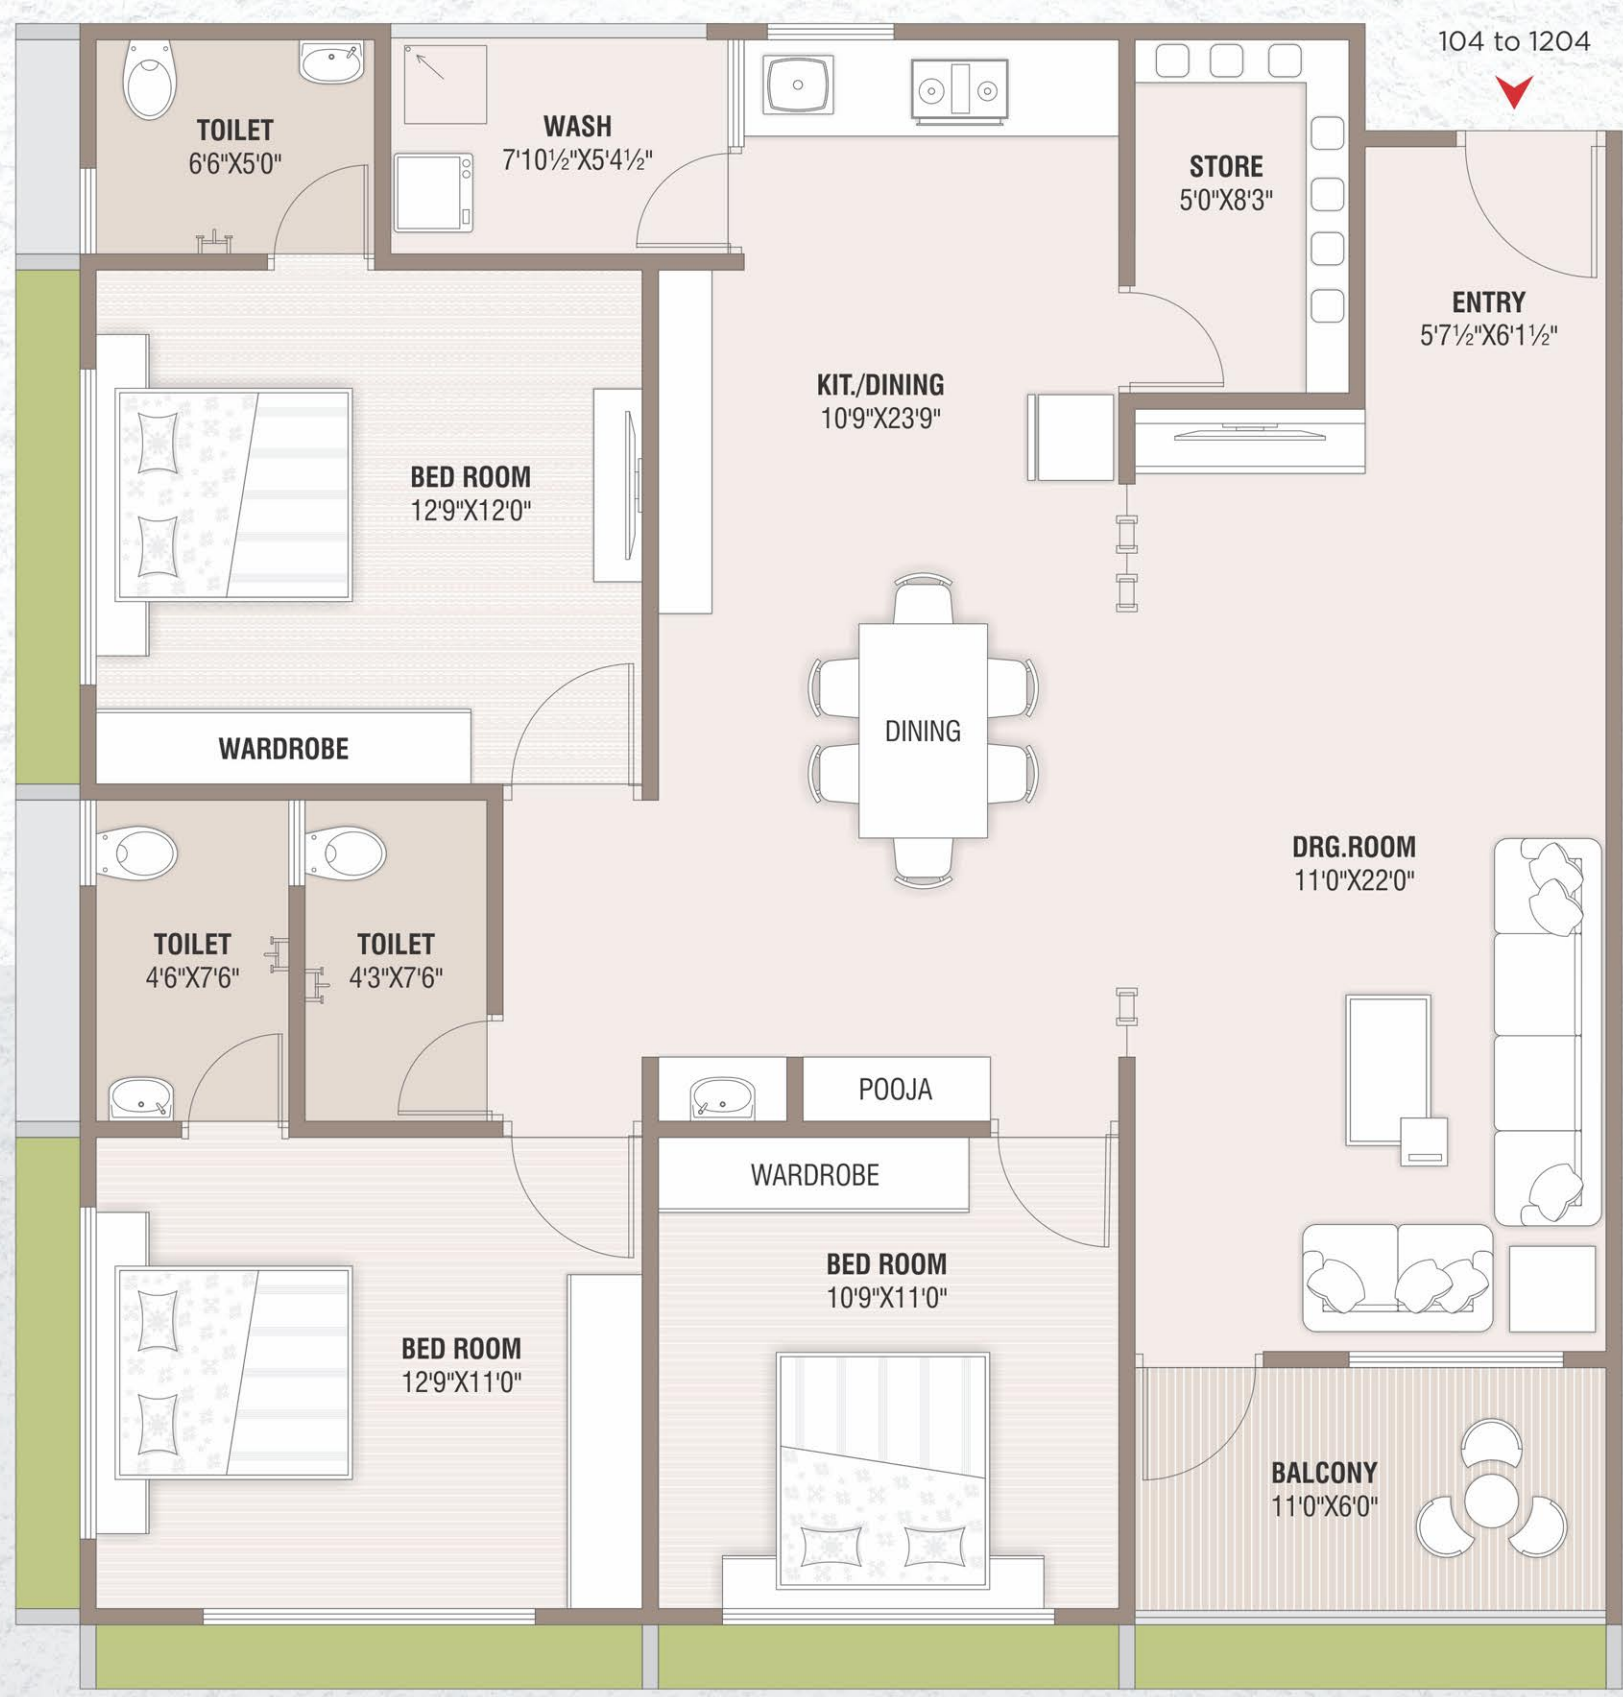 104 to 1204
TOILET
6'6"X5'0"
WASH
7'10½"X5'4½"
STORE
5'0"X8'3"
ENTRY
5'7½"X6'1½"
KIT./DINING
10'9"X23'9"
BED ROOM
12'9"X12'0"
WARDROBE
DINING
DRG.ROOM
11'0"X22'0"
TOILET
4'6"X7'6"
TOILET
4'3"X7'6"
POOJA
WARDROBE
BED ROOM
10'9"X11'0"
BED ROOM
12'9"X11'0"
BALCONY
11'0"X6'0"